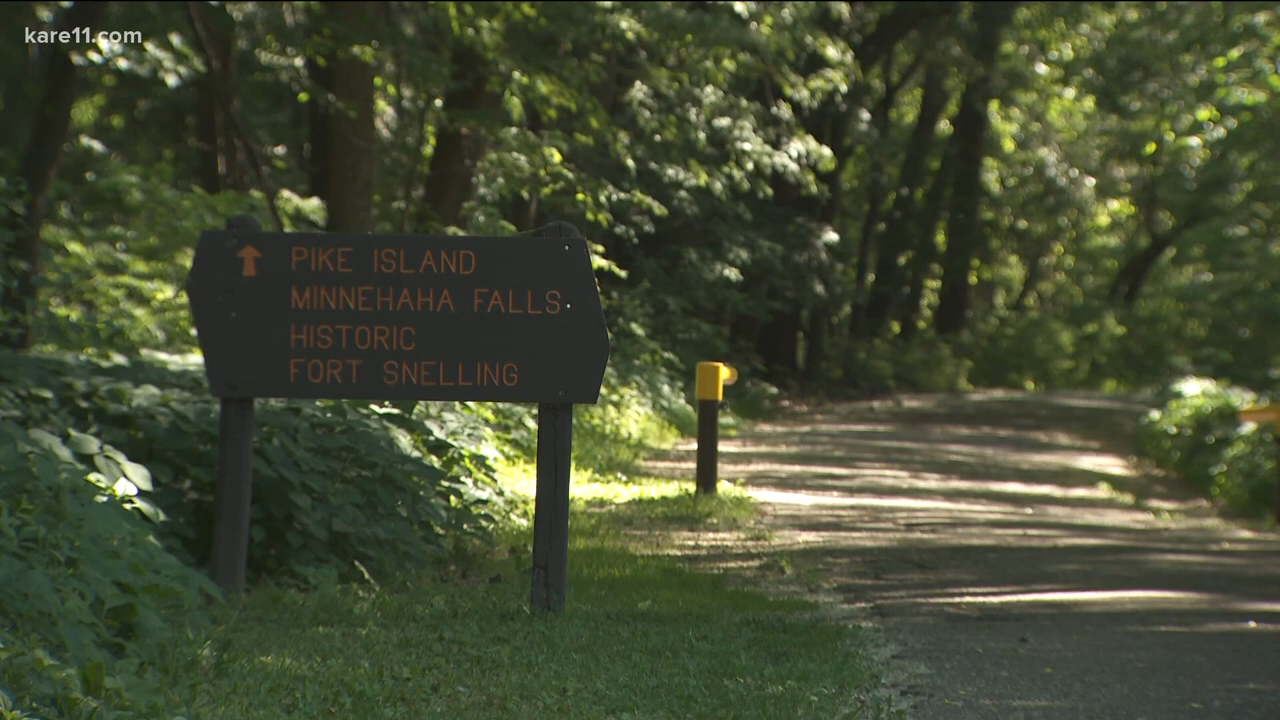 kare11.com
PIKE ISLAND
MINNEHAHA FALLS
HISTORIC
FORT SNELLING